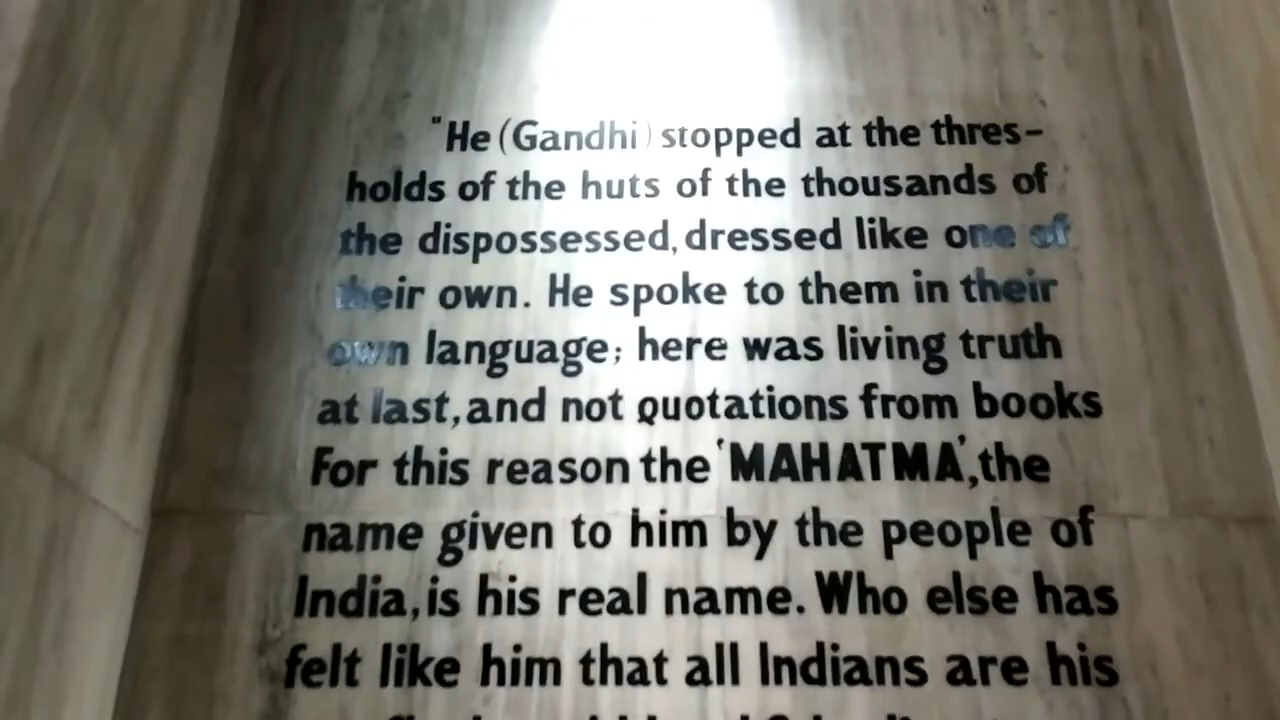 "He (Gandhi) stopped at the thres-
holds of the huts of the thousands of
the dispossessed, dressed like one of
their own. He spoke to them in their
own language; here was living truth
at last, and not quotations from books
For this reason the 'MAHATMA', the
name given to him by the people of
India, is his real name. Who else has
felt like him that all Indians are his